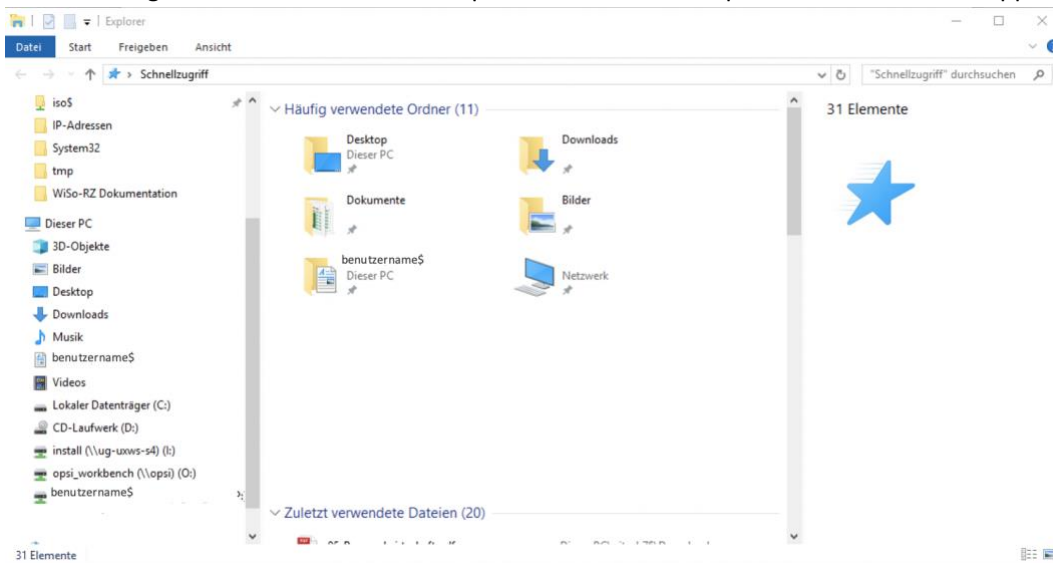 Explorer
Datei Start Freigeben Ansicht
Schnellzugriff
"Schnellzugriff" durchsuchen
iso$
IP-Adressen
System32
tmp
WiSo-RZ Dokumentation
Dieser PC
3D-Objekte
Bilder
Desktop
Downloads
Musik
benutzername$
Videos
Lokaler Datenträger (C:)
CD-Laufwerk (D:)
install (\\ug-uxws-s4) (I:)
opsi_workbench (\\opsi) (O:)
benutzername$
Häufig verwendete Ordner (11)
Desktop
Dieser PC
Downloads
Dokumente
Bilder
benutzername$
Dieser PC
Netzwerk
Zuletzt verwendete Dateien (20)
31 Elemente
31 Elemente